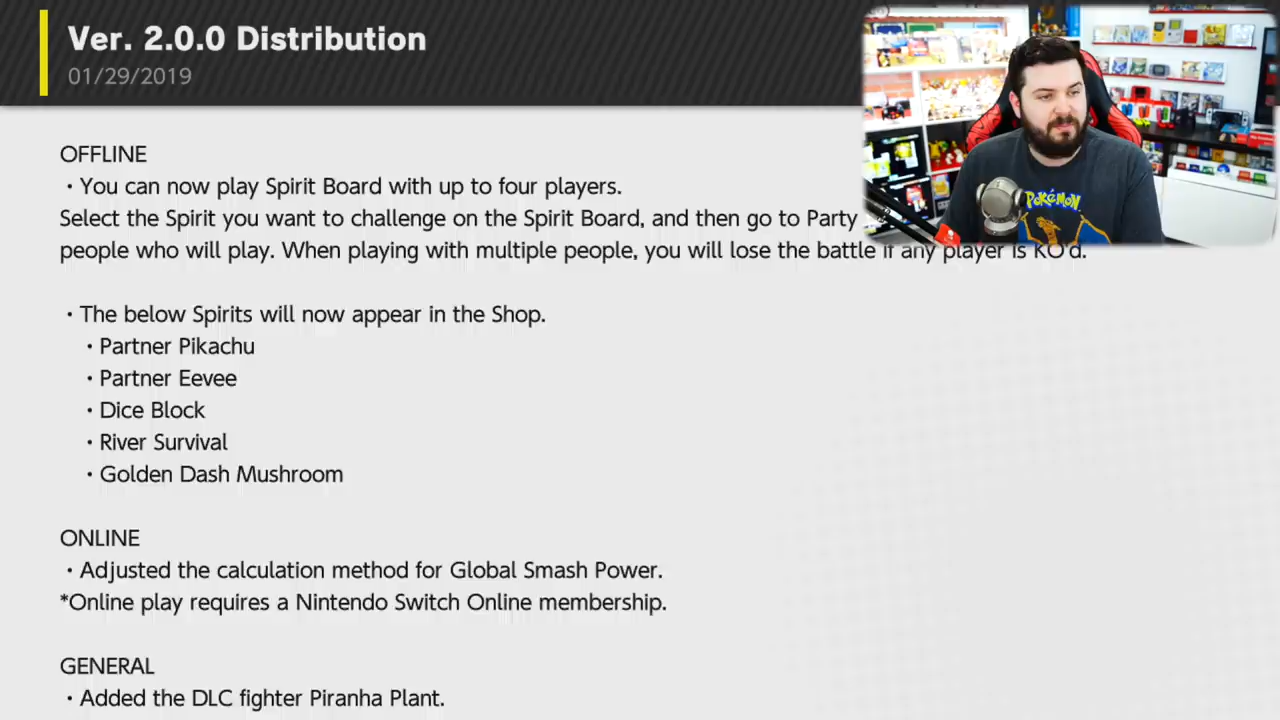 Ver. 2.0.0 Distribution
01/29/2019
OFFLINE
・You can now play Spirit Board with up to four players.
Select the Spirit you want to challenge on the Spirit Board, and then go to Party
people who will play. When playing with multiple people, you will lose the battle if any player is KO'd.
・The below Spirits will now appear in the Shop.
・Partner Pikachu
・Partner Eevee
・Dice Block
・River Survival
・Golden Dash Mushroom
ONLINE
・Adjusted the calculation method for Global Smash Power.
*Online play requires a Nintendo Switch Online membership.
GENERAL
・Added the DLC fighter Piranha Plant.
POKéMON